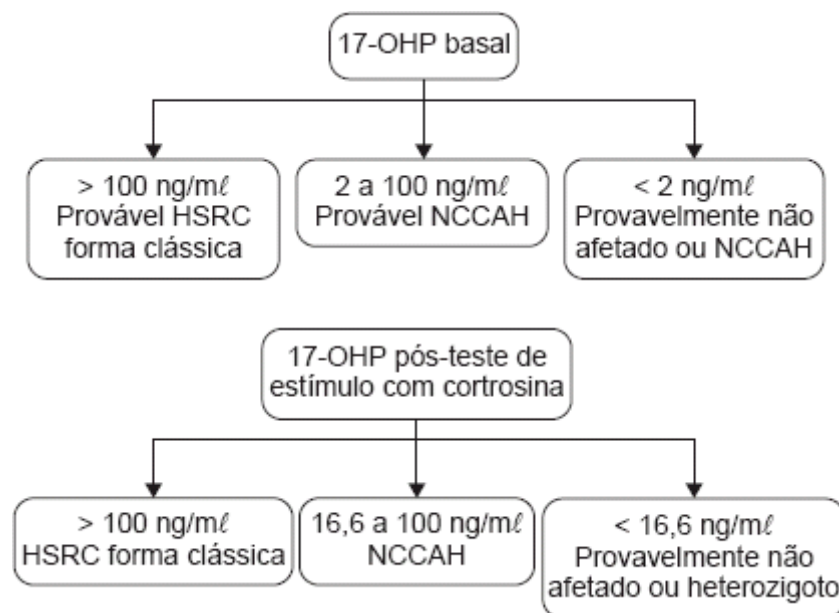 17-OHP basal
> 100 ng/mℓ
Provável HSRC
forma clássica
2 a 100 ng/mℓ
Provável NCCAH
< 2 ng/mℓ
Provavelmente não
afetado ou NCCAH
17-OHP pós-teste de
estímulo com cortrosina
> 100 ng/mℓ
HSRC forma clássica
16,6 a 100 ng/mℓ
NCCAH
< 16,6 ng/mℓ
Provavelmente não
afetado ou heterozigoto